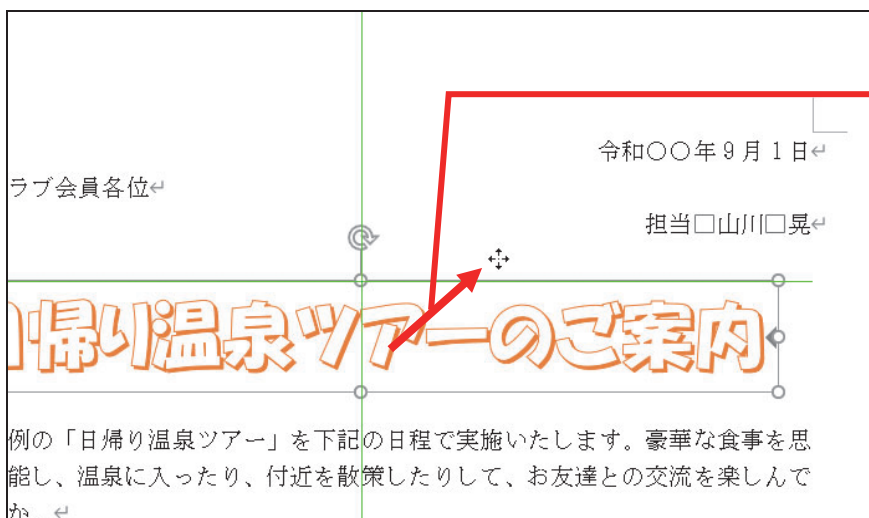 令和〇〇年９月１日↵
ラブ会員各位↵
担当□山川□晃↵
日帰り温泉ツアーのご案内
例の「日帰り温泉ツアー」を下記の日程で実施いたします。豪華な食事を思
能し、温泉に入ったり、付近を散策したりして、お友達との交流を楽しんで
か。↵